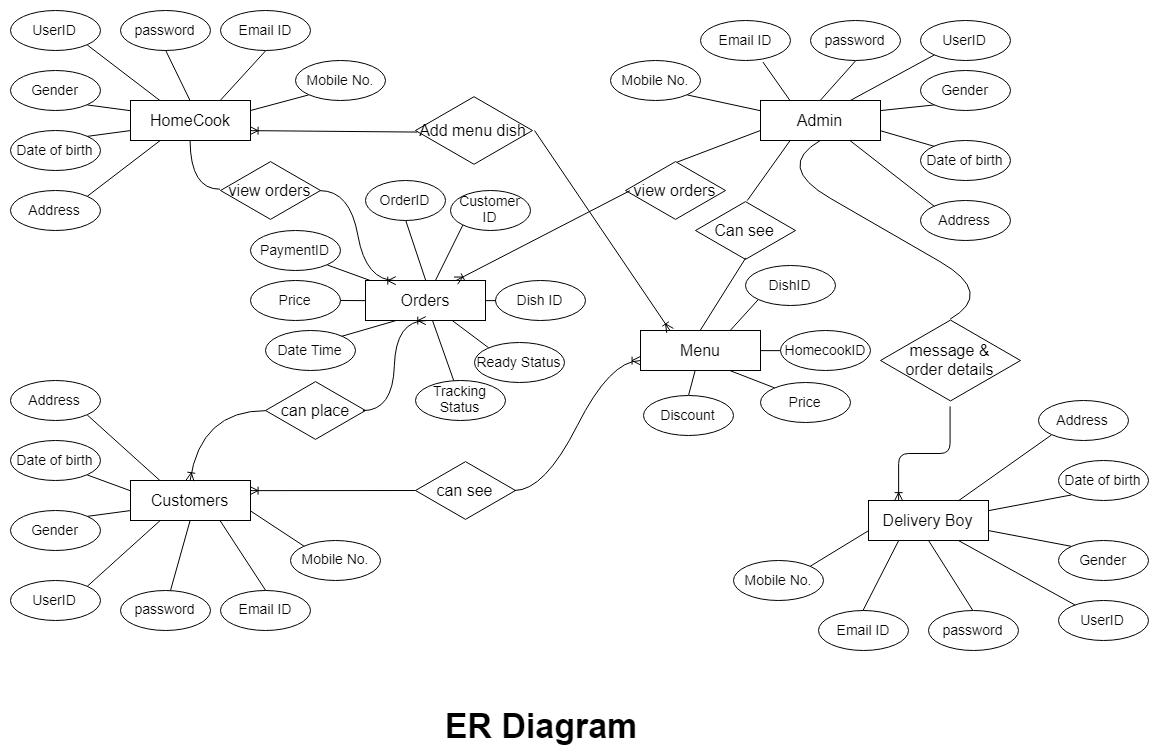 UserID
password
Email ID
Mobile No.
Gender
HomeCook
Date of birth
Address
Add menu dish
view orders
Email ID
password
UserID
Mobile No.
Gender
Admin
Date of birth
Address
view orders
Can see
OrderID
Customer
ID
PaymentID
Price
Orders
Dish ID
Date Time
Ready Status
Tracking
Status
can place
DishID
Menu
HomecookID
Discount
Price
message &
order details
Address
Date of birth
Customers
Gender
UserID
password
Email ID
Mobile No.
can see
Address
Date of birth
Delivery Boy
Gender
Mobile No.
UserID
Email ID
password
ER Diagram